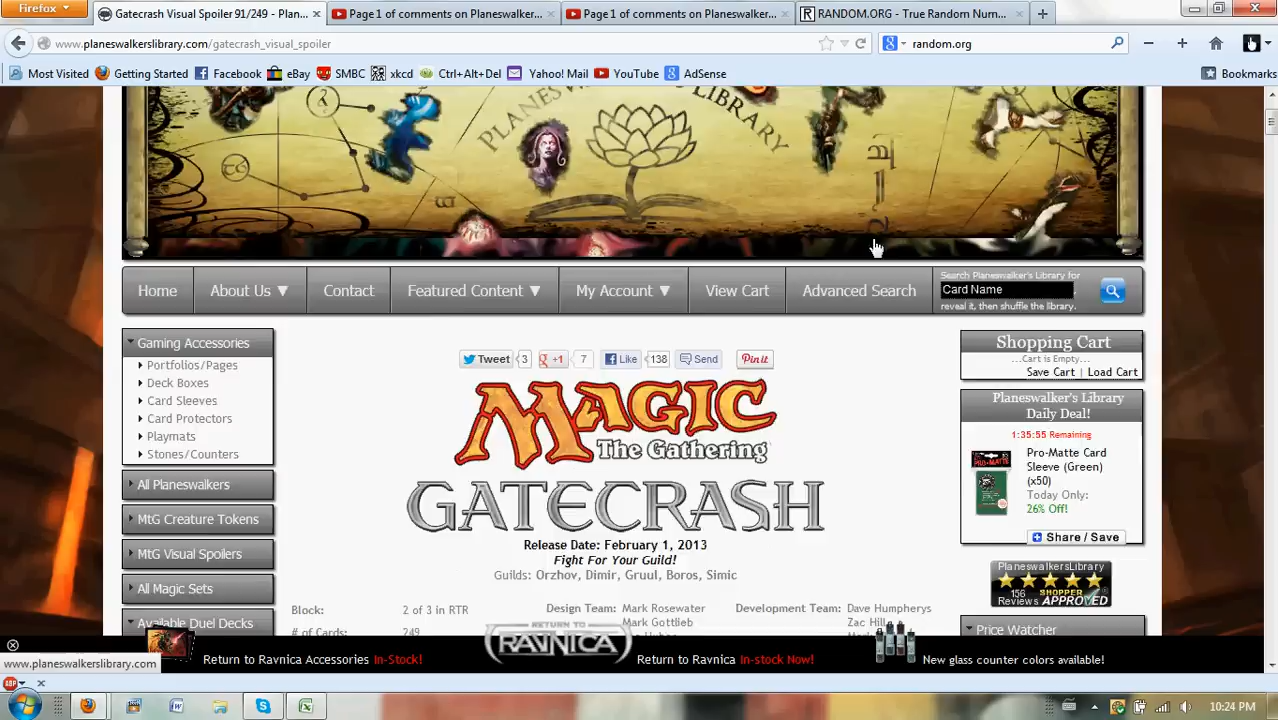 Firefox
Gatecrash Visual Spoiler 91/249 - Plan...
Page 1 of comments on Planeswalker...
Page 1 of comments on Planeswalker...
RANDOM.ORG - True Random Num...
www.planeswalkerslibrary.com/gatecrash_visual_spoiler
random.org
Most Visited
Getting Started
Facebook
eBay
SMBC
xkcd
Ctrl+Alt+Del
Yahoo! Mail
YouTube
AdSense
Bookmarks
LIBRARY
Home
About Us
Contact
Featured Content
My Account
View Cart
Advanced Search
Search Planeswalker's Library for
Card Name
reveal it, then shuffle the library.
Gaming Accessories
Portfolios/Pages
Deck Boxes
Card Sleeves
Card Protectors
Playmats
Stones/Counters
All Planeswalkers
MtG Creature Tokens
MtG Visual Spoilers
All Magic Sets
Available Duel Decks
Tweet 3
+1 7
Like 138
Send
Pin it
MAGIC
The Gathering
GATECRASH
Release Date: February 1, 2013
Fight For Your Guild!
Guilds: Orzhov, Dimir, Gruul, Boros, Simic
Block: 2 of 3 in RTR
Design Team: Mark Rosewater
Development Team: Dave Humpherys
Mark Gottlieb
Zac Hill
# of Cards: 249
Shopping Cart
...Cart is Empty...
Save Cart | Load Cart
Planeswalker's Library
Daily Deal!
1:35:55 Remaining
Pro-Matte Card
Sleeve (Green)
(x50)
Today Only:
26% Off!
Share / Save
PlaneswalkersLibrary
156
Reviews
SHOPPER
APPROVED
Price Watcher
Return to Ravnica Accessories In-Stock!
RETURN TO
RAVNICA
Return to Ravnica In-stock Now!
New glass counter colors available!
www.planeswalkerslibrary.com
ABP
10:24 PM